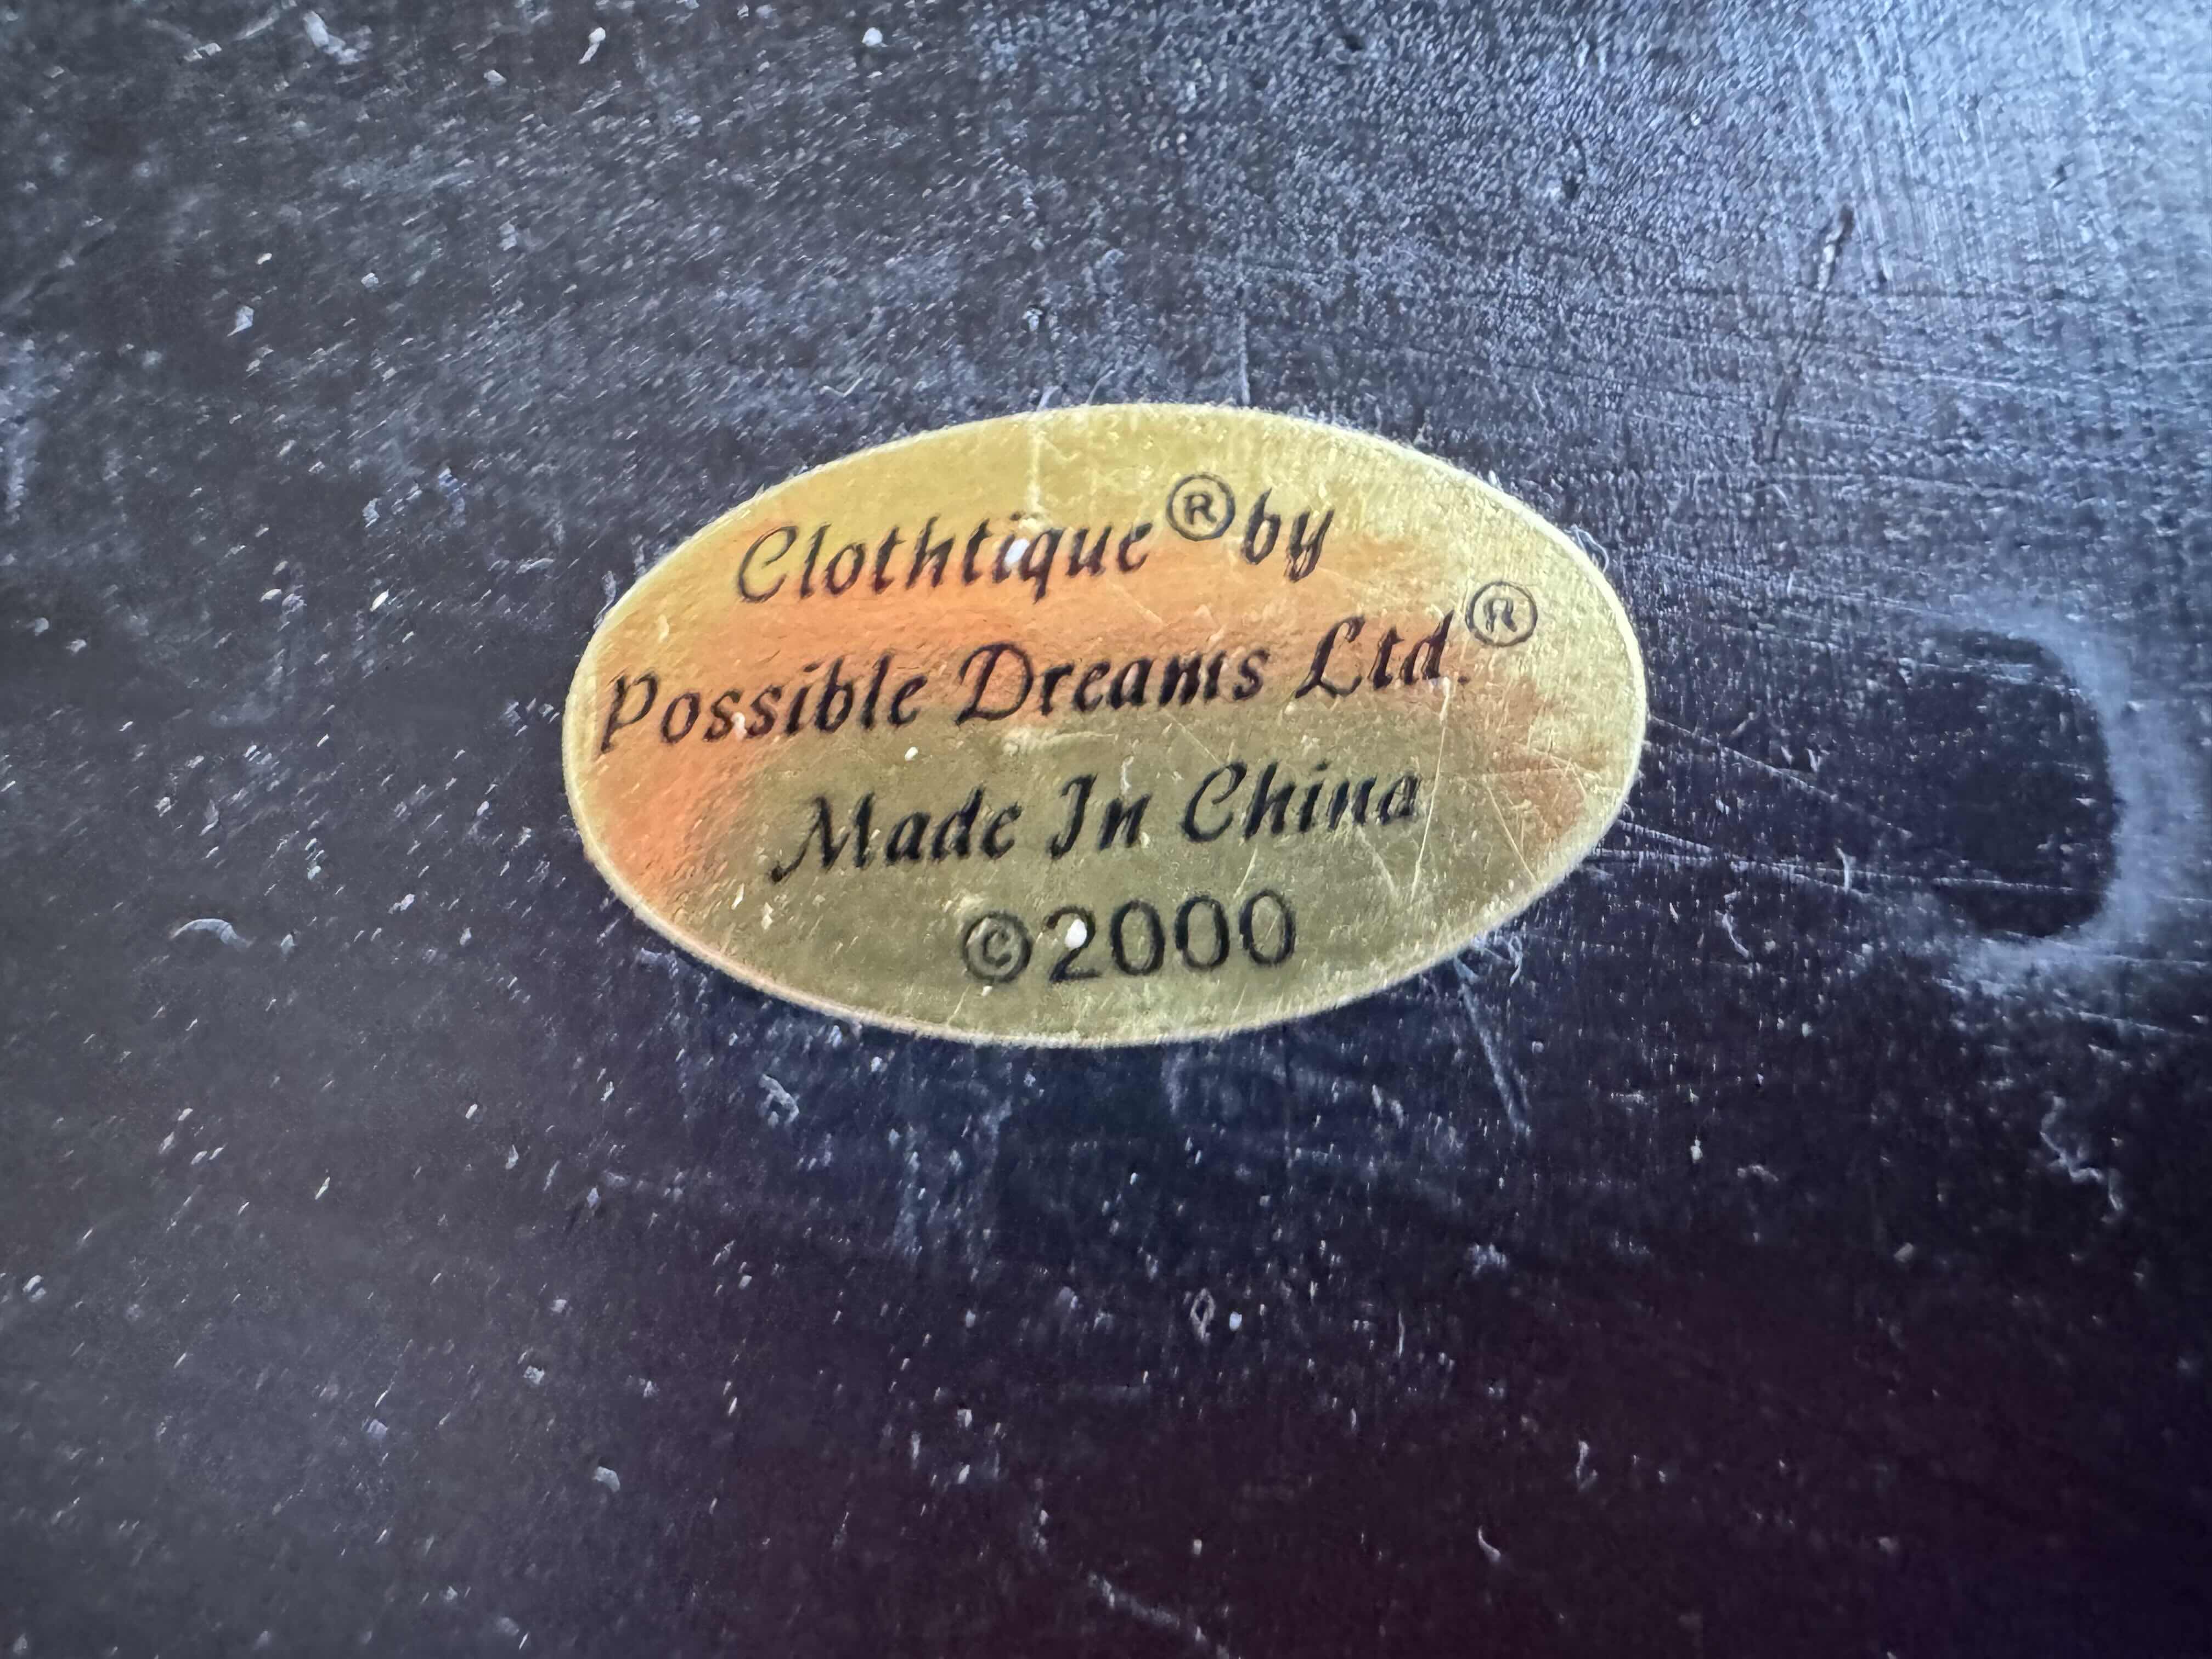 Clothtique® by
Possible Dreams Ltd.®
Made In China
©2000